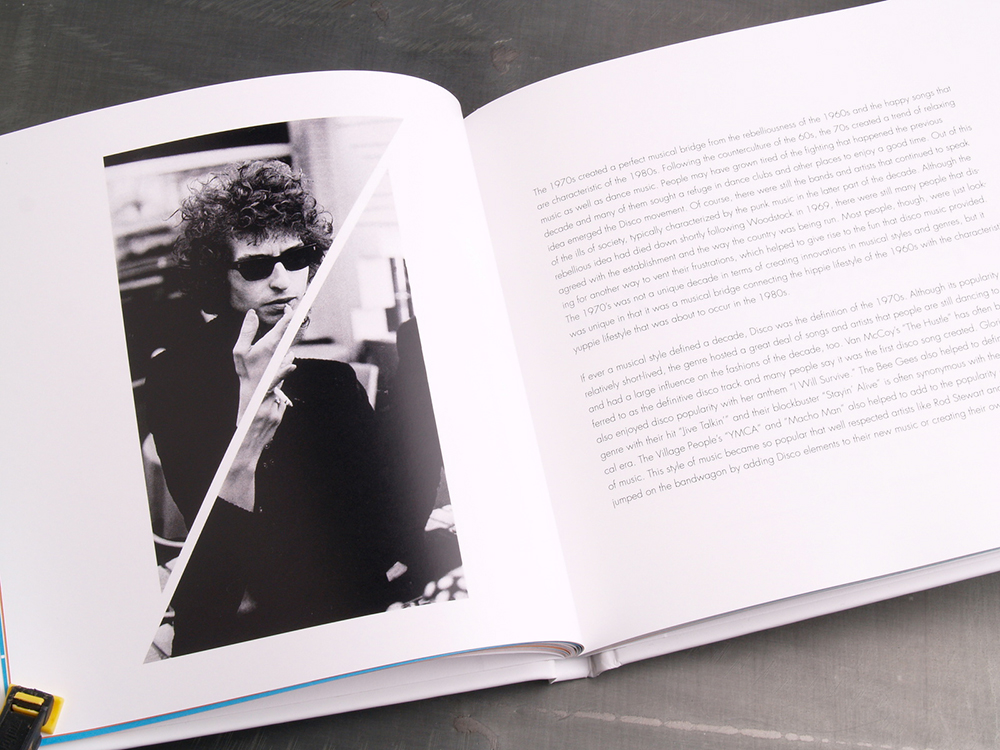 The 1970s created a perfect musical bridge from the rebelliousness of the 1960s and the happy songs that
are characteristic of the 1980s. Following the counterculture of the 60s, the 70s created a trend of relaxing
music as well as dance music. People may have grown tired of the fighting that happened the previous
decade and many of them sought a refuge in dance clubs and other places to enjoy a good time. Out of this
idea emerged the Disco movement. Of course, there were still the bands and artists that continued to speak
of the ills of society, typically characterized by the punk music in the latter part of the decade. Although the
rebellious idea had died down shortly following Woodstock in 1969, there were still many people that dis-
agreed with the establishment and the way the country was being run. Most people, though, were just look-
ing for another way to vent their frustrations, which helped to give rise to the fun that disco music provided.
The 1970's was not a unique decade in terms of creating innovations in musical styles and genres, but it
was unique in that it was a musical bridge connecting the hippie lifestyle of the 1960s with the
yuppie lifestyle that was about to occur in the 1980s.
If ever a musical style defined a decade, Disco was the definition of the 1970s. Although its popularity
relatively short-lived, the genre hosted a great deal of songs and artists that people are still dancing to
and had a large influence on the fashions of the decade, too. Van McCoy's "The Hustle" has often
ferred to as the definitive disco track and many people say it was the first disco song created.
also enjoyed disco popularity with her anthem "I Will Survive." The Bee Gees also helped to
genre with their hit "Jive Talkin'" and their blockbuster "Stayin' Alive" is often synonymous with the
cal era. The Village People's "YMCA" and "Macho Man" also helped to add to the popularity
of music. This style of music became so popular that well respected artists like Rod Stewart and
jumped on the bandwagon by adding Disco elements to their new music or creating their